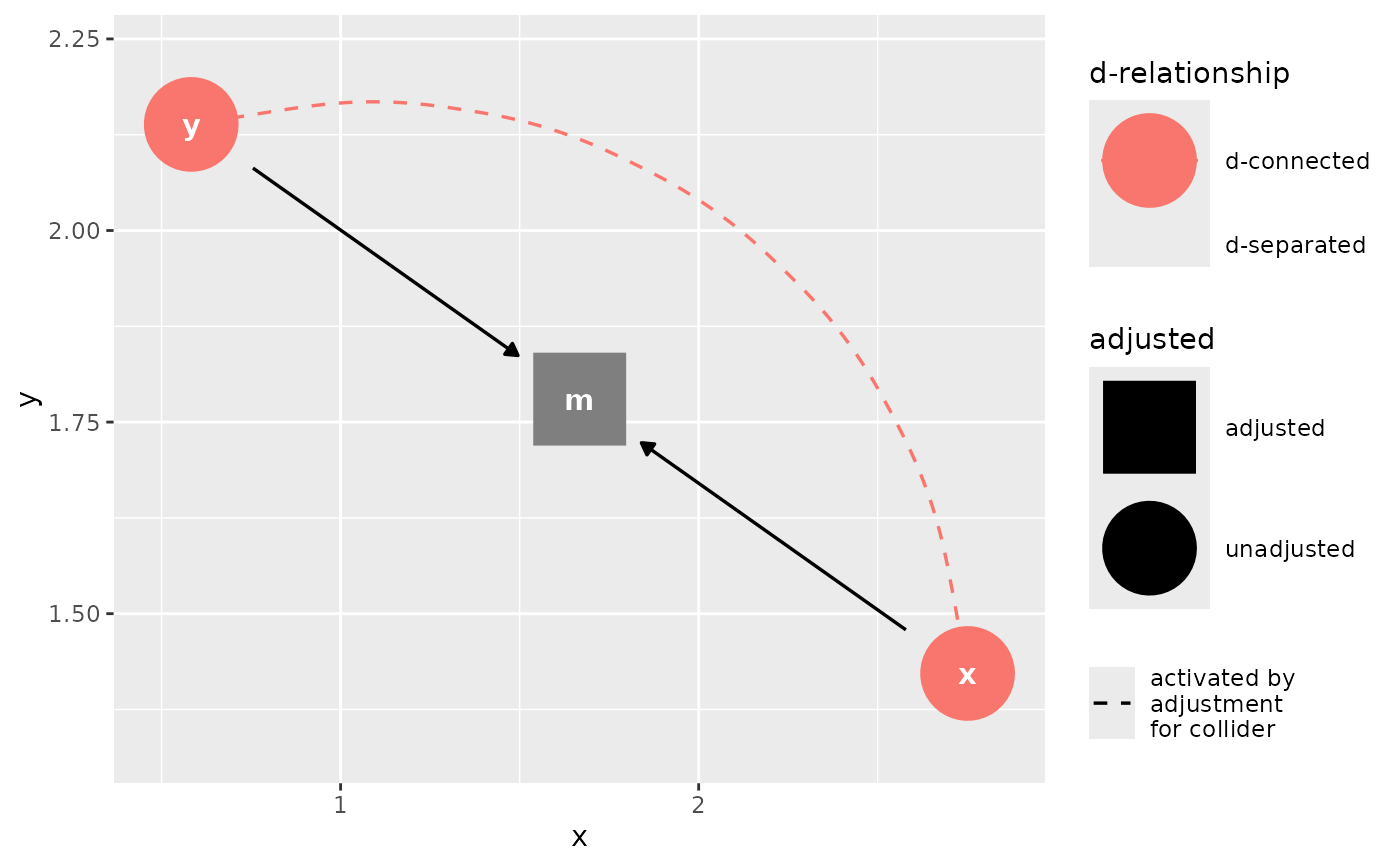 2.25
2.00
1.75
1.50
y
y
m
x
1
2
x
d-relationship
d-connected
d-separated
adjusted
adjusted
unadjusted
activated by
adjustment
for collider